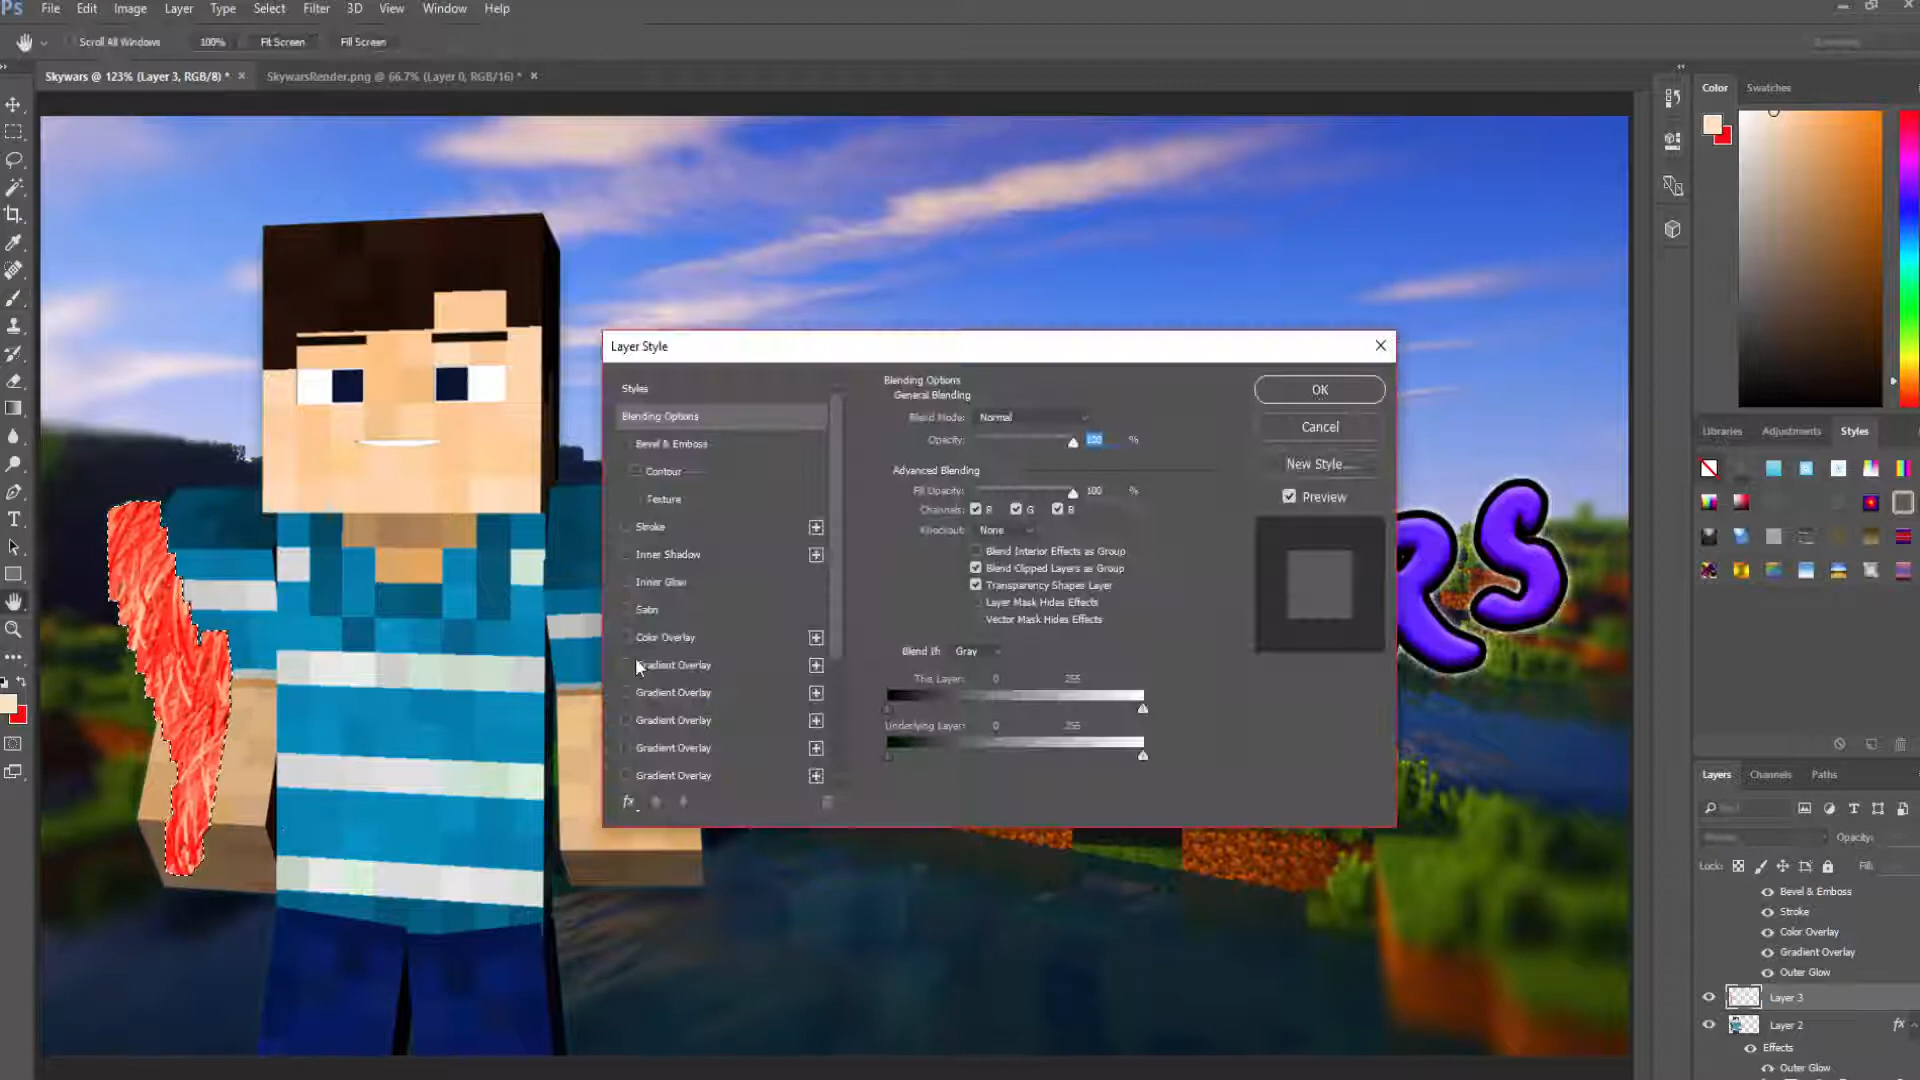 Ps File Edit Image Layer Type Select Filter 3D View Window Help
Scroll All Windows 100% Fit Screen Fill Screen
Skywars @ 123% (Layer 3, RGB/8) * × SkywarsRender.png @ 66.7% (Layer 0, RGB/16) * ×
Color Swatches
Layer Style
Styles
Blending Options
Bevel & Emboss
Contour
Texture
Stroke
Inner Shadow
Inner Glow
Satin
Color Overlay
Gradient Overlay
Gradient Overlay
Gradient Overlay
Gradient Overlay
Gradient Overlay
fx
Blending Options
General Blending
Blend Mode: Normal
Opacity: 100 %
Advanced Blending
Fill Opacity: 100 %
Channels: R G B
Knockout: None
Blend Interior Effects as Group
Blend Clipped Layers as Group
Transparency Shapes Layer
Layer Mask Hides Effects
Vector Mask Hides Effects
Blend If: Gray
This Layer: 0 255
Underlying Layer: 0 255
OK
Cancel
New Style...
Preview
RS
Libraries Adjustments Styles
Layers Channels Paths
Opacity:
Lock: Fill:
Bevel & Emboss
Stroke
Color Overlay
Gradient Overlay
Outer Glow
Layer 3
Layer 2 fx
Effects
Outer Glow